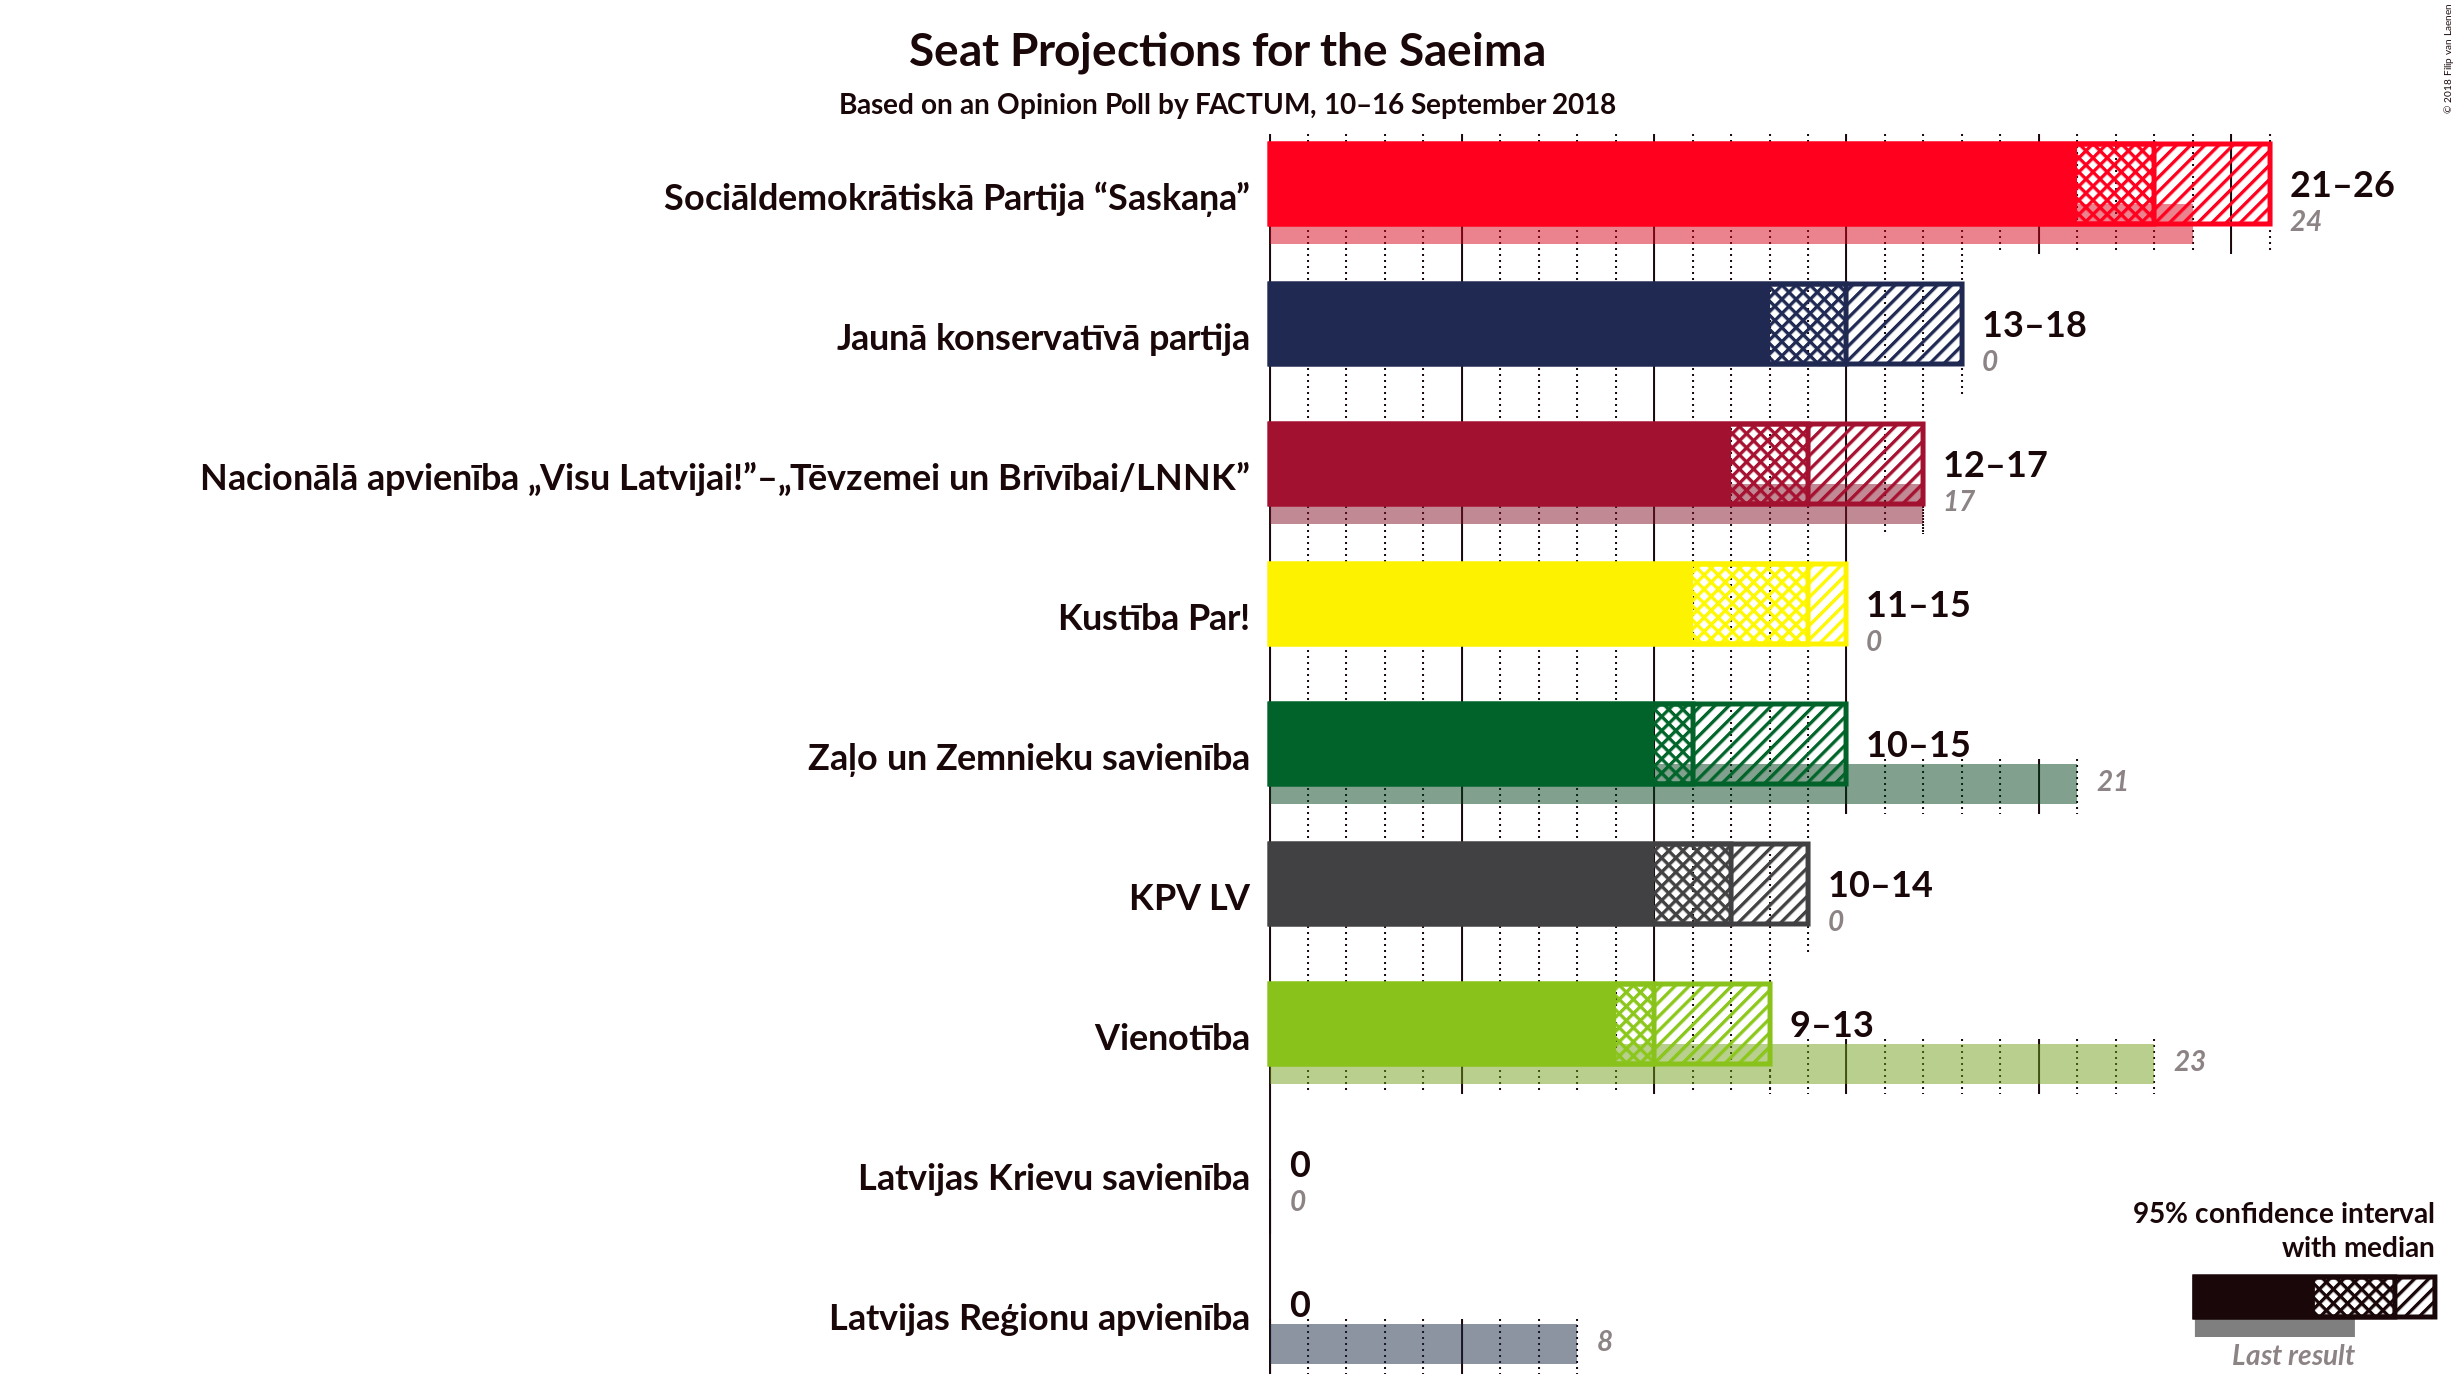 Seat Projections for the Saeima
Based on an Opinion Poll by FACTUM, 10–16 September 2018
© 2018 Filip van Laenen
Sociāldemokrātiskā Partija “Saskaņa”
21–26
24
Jaunā konservatīvā partija
13–18
0
Nacionālā apvienība „Visu Latvijai!”–„Tēvzemei un Brīvībai/LNNK”
12–17
17
Kustība Par!
11–15
0
Zaļo un Zemnieku savienība
10–15
21
KPV LV
10–14
0
Vienotība
9–13
23
Latvijas Krievu savienība
0
0
Latvijas Reģionu apvienība
0
8
95% confidence interval
with median
Last result